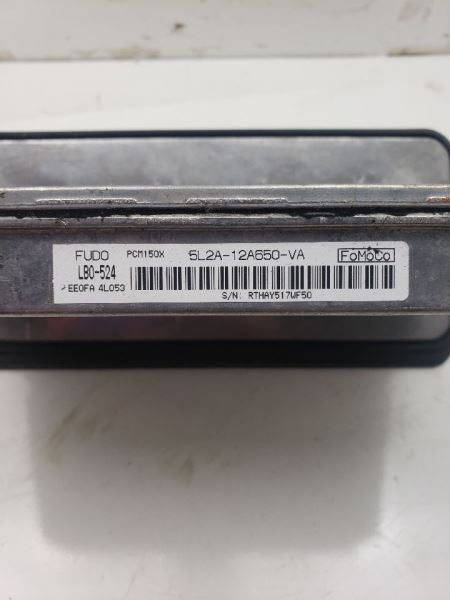 FUDO PCM150X 5L2A-12A650-VA FoMoCo
LB0-524
EE0FA 4L053
S/N: RTHAY517WF50